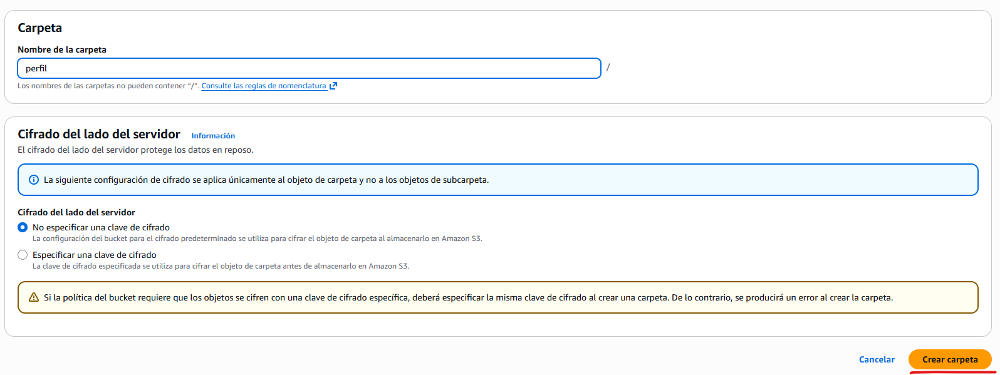 Carpeta
Nombre de la carpeta
perfil
/
Los nombres de las carpetas no pueden contener “/”. Consulte las reglas de nomenclatura
Cifrado del lado del servidor Información
El cifrado del lado del servidor protege los datos en reposo.
La siguiente configuración de cifrado se aplica únicamente al objeto de carpeta y no a los objetos de subcarpeta.
Cifrado del lado del servidor
No especificar una clave de cifrado
La configuración del bucket para el cifrado predeterminado se utiliza para cifrar el objeto de carpeta al almacenarlo en Amazon S3.
Especificar una clave de cifrado
La clave de cifrado especificada se utiliza para cifrar el objeto de carpeta antes de almacenarlo en Amazon S3.
Si la política del bucket requiere que los objetos se cifren con una clave de cifrado específica, deberá especificar la misma clave de cifrado al crear una carpeta. De lo contrario, se producirá un error al crear la carpeta.
Cancelar Crear carpeta